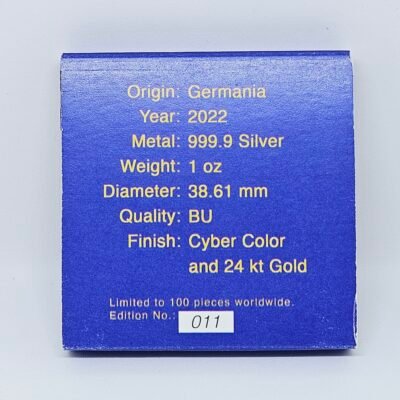 Origin: Germania
Year: 2022
Metal: 999.9 Silver
Weight: 1 oz
Diameter: 38.61 mm
Quality: BU
Finish: Cyber Color
and 24 kt Gold
Limited to 100 pieces worldwide.
Edition No.: 011